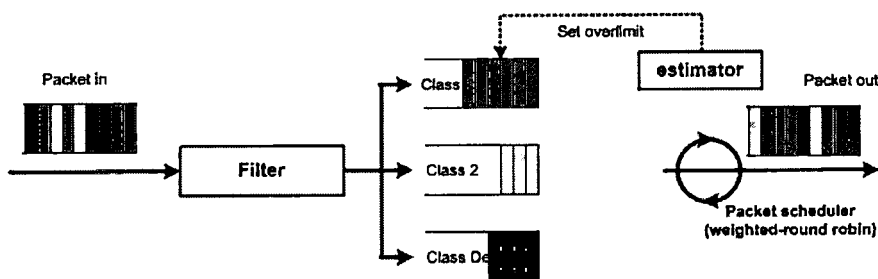 Set overlimit
estimator
Packet in
Packet out
Class
Filter
Class 2
Packet scheduler
(weighted-round robin)
Class De